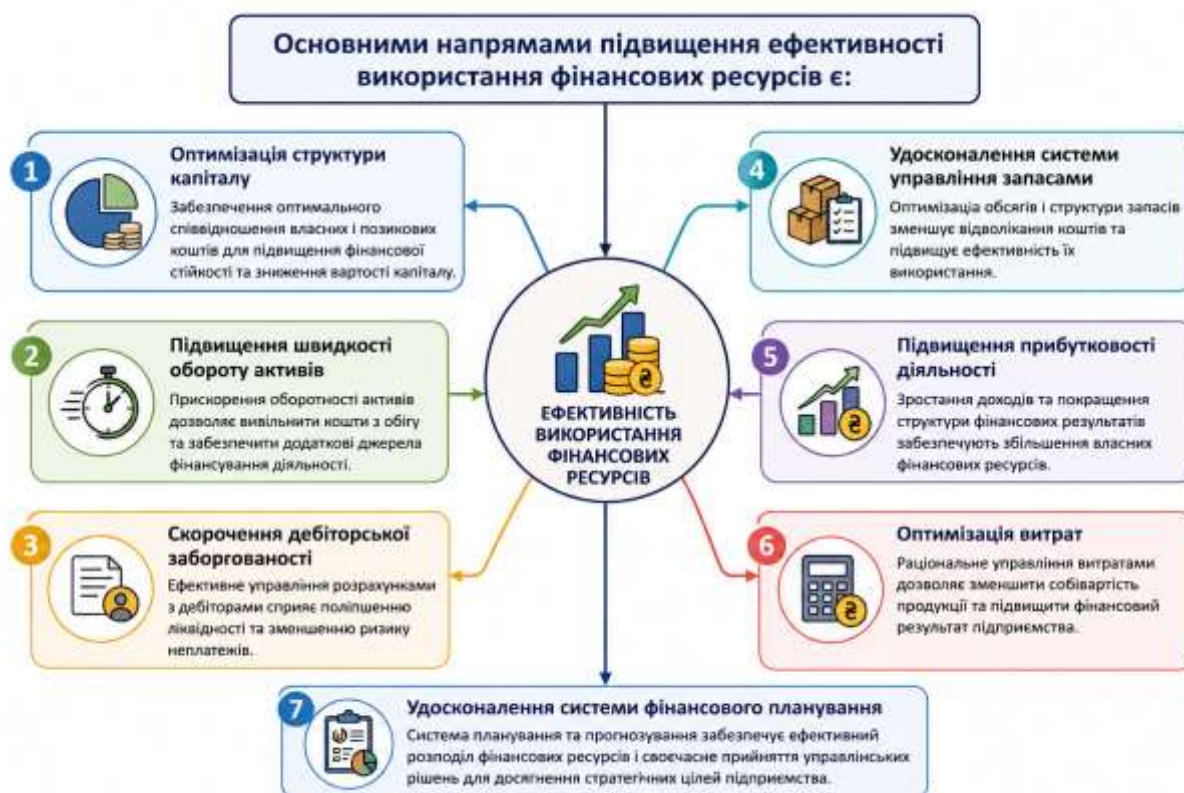 Основними напрямами підвищення ефективності
використання фінансових ресурсів є:
1
Оптимізація структури
капіталу
Забезпечення оптимального
співвідношення власних і позикових
коштів для підвищення фінансової
стійкості та зниження вартості капіталу.
2
Підвищення швидкості
обороту активів
Прискорення оборотності активів
дозволяє вивільнити кошти з обігу
та забезпечити додаткові джерела
фінансування діяльності.
3
Скорочення дебіторської
заборгованості
Ефективне управління розрахунками
з дебіторами сприяє поліпшенню
ліквідності та зменшенню ризику
неплатежів.
ЕФЕКТИВНІСТЬ
ВИКОРИСТАННЯ
ФІНАНСОВИХ
РЕСУРСІВ
₴
4
Удосконалення системи
управління запасами
Оптимізація обсягів і структури запасів
зменшує відволікання коштів та
підвищує ефективність їх
використання.
5
Підвищення прибутковості
діяльності
Зростання доходів та покращення
структури фінансових результатів
забезпечують збільшення власних
фінансових ресурсів.
₴
6
Оптимізація витрат
Раціональне управління витратами
дозволяє зменшити собівартість
продукції та підвищити фінансовий
результат підприємства.
₴
7
Удосконалення системи фінансового планування
Система планування та прогнозування забезпечує ефективний
розподіл фінансових ресурсів і своєчасне прийняття управлінських
рішень для досягнення стратегічних цілей підприємства.